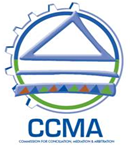 CCMA
COMMISSION FOR CONCILIATION, MEDIATION & ARBITRATION